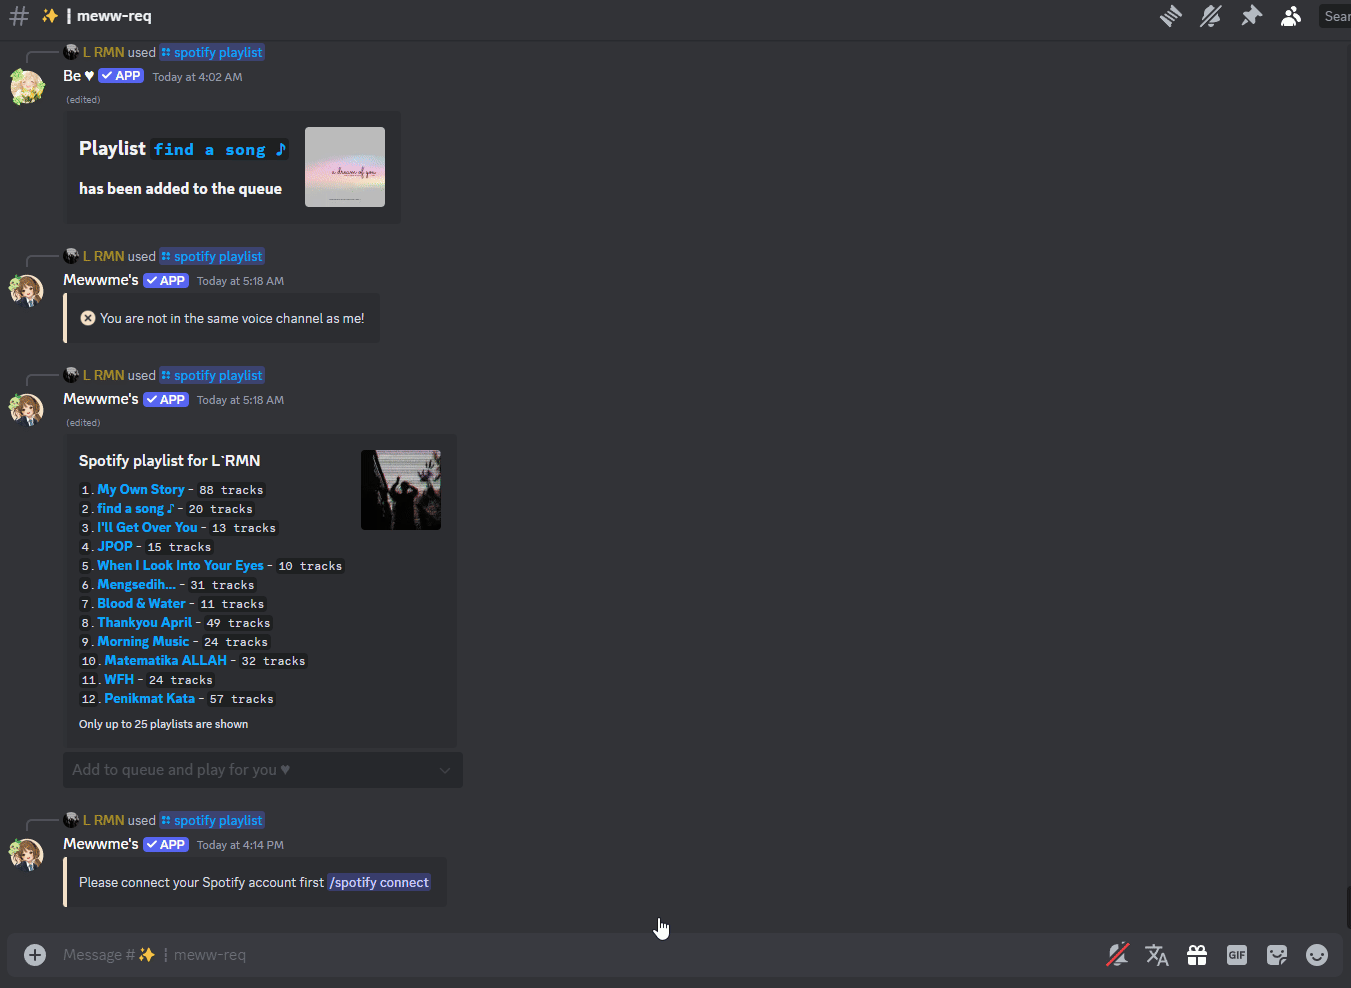 # ✨ ┃ meww-req
Sear
L RMN used spotify playlist
Be ♥ ✓ APP Today at 4:02 AM
(edited)
Playlist find a song ♪
has been added to the queue
a dream of you
L RMN used spotify playlist
Mewwme's ✓ APP Today at 5:18 AM
You are not in the same voice channel as me!
L RMN used spotify playlist
Mewwme's ✓ APP Today at 5:18 AM
(edited)
Spotify playlist for L`RMN
1. My Own Story - 88 tracks
2. find a song ♪ - 20 tracks
3. I'll Get Over You - 13 tracks
4. JPOP - 15 tracks
5. When I Look Into Your Eyes - 10 tracks
6. Mengsedih... - 31 tracks
7. Blood & Water - 11 tracks
8. Thankyou April - 49 tracks
9. Morning Music - 24 tracks
10. Matematika ALLAH - 32 tracks
11. WFH - 24 tracks
12. Penikmat Kata - 57 tracks
Only up to 25 playlists are shown
Add to queue and play for you ♥
L RMN used spotify playlist
Mewwme's ✓ APP Today at 4:14 PM
Please connect your Spotify account first /spotify connect
Message #✨ ┃ meww-req
GIF